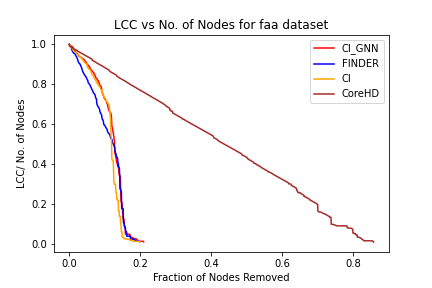 LCC vs No. of Nodes for faa dataset
CI_GNN
FINDER
CI
CoreHD
LCC/ No. of Nodes
1.0
0.8
0.6
0.4
0.2
0.0
0.0 0.2 0.4 0.6 0.8
Fraction of Nodes Removed